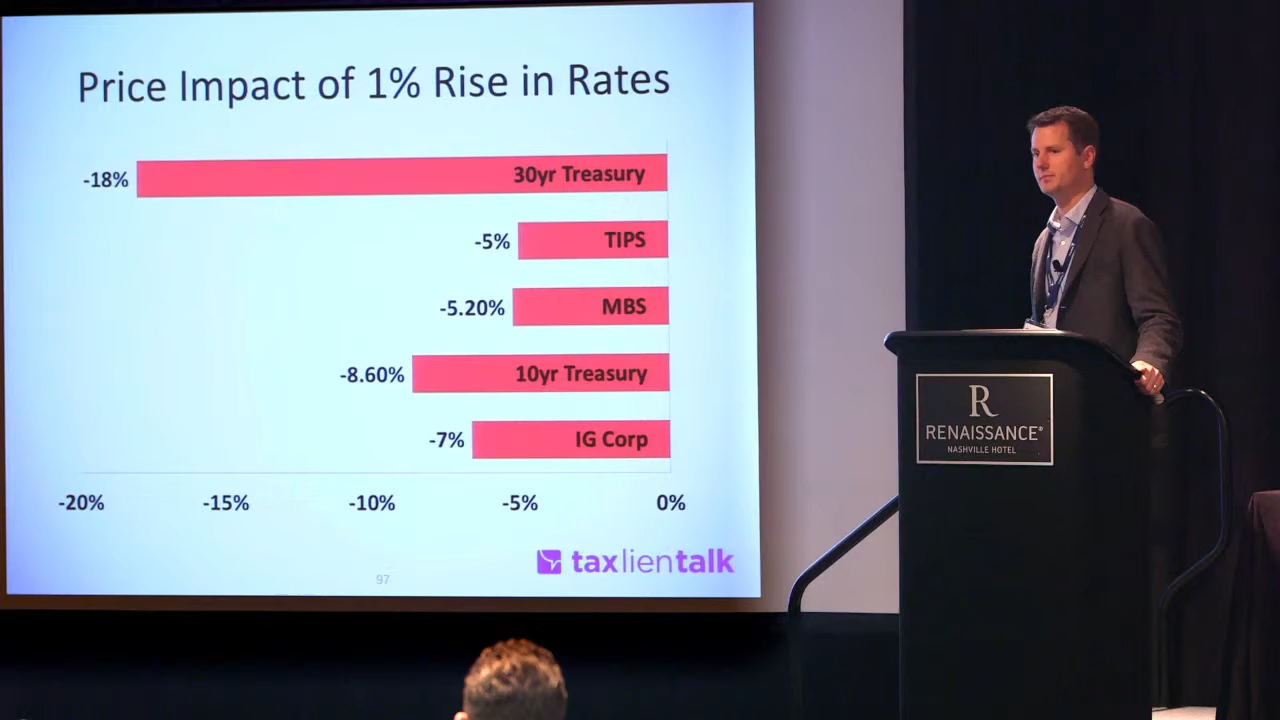 Price Impact of 1% Rise in Rates
-18% 30yr Treasury
-5% TIPS
-5.20% MBS
-8.60% 10yr Treasury
-7% IG Corp
-20% -15% -10% -5% 0%
taxlientalk
97
R
RENAISSANCE®
NASHVILLE HOTEL